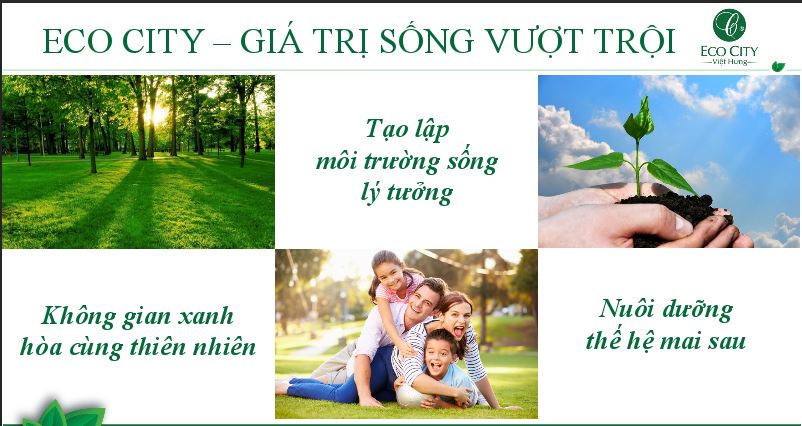 ECO CITY – GIÁ TRỊ SỐNG VƯỢT TRỘI
ECO CITY
Việt Hưng
Tạo lập
môi trường sống
lý tưởng
Không gian xanh
hòa cùng thiên nhiên
Nuôi dưỡng
thế hệ mai sau